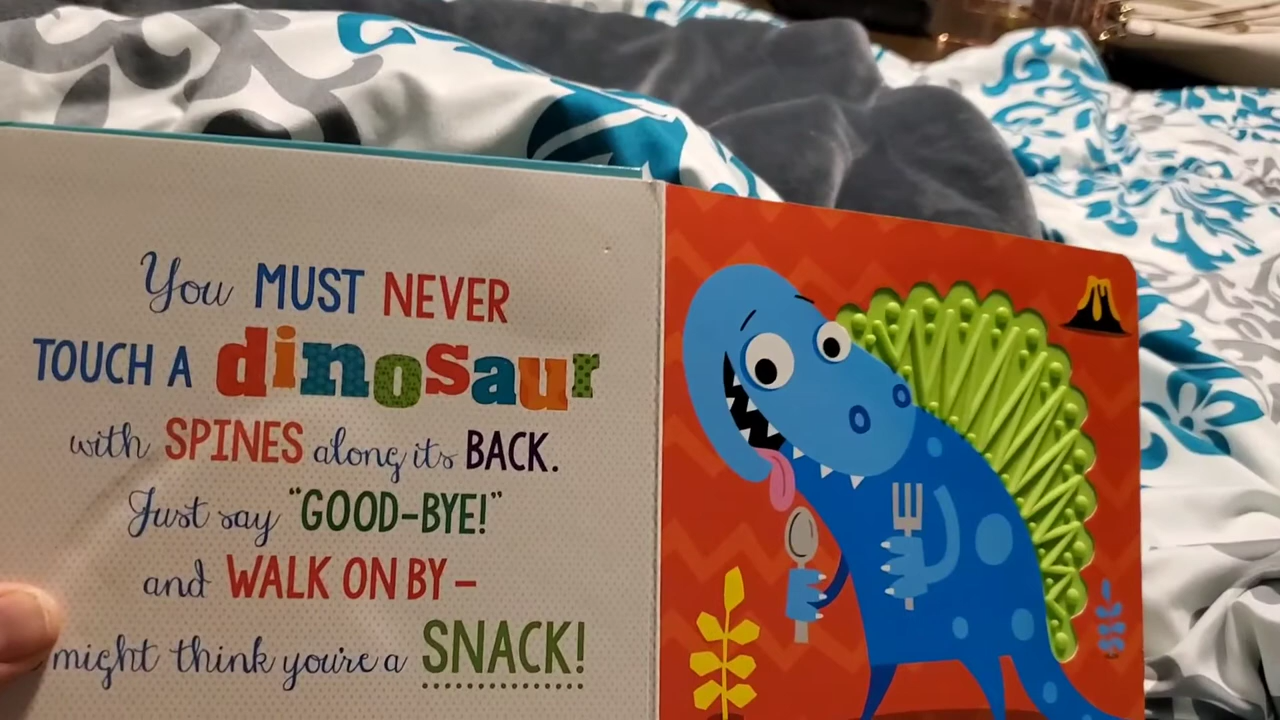 You MUST NEVER
TOUCH A dinosaur
with SPINES along its BACK.
Just say "GOOD-BYE!"
and WALK ON BY –
might think you're a SNACK!